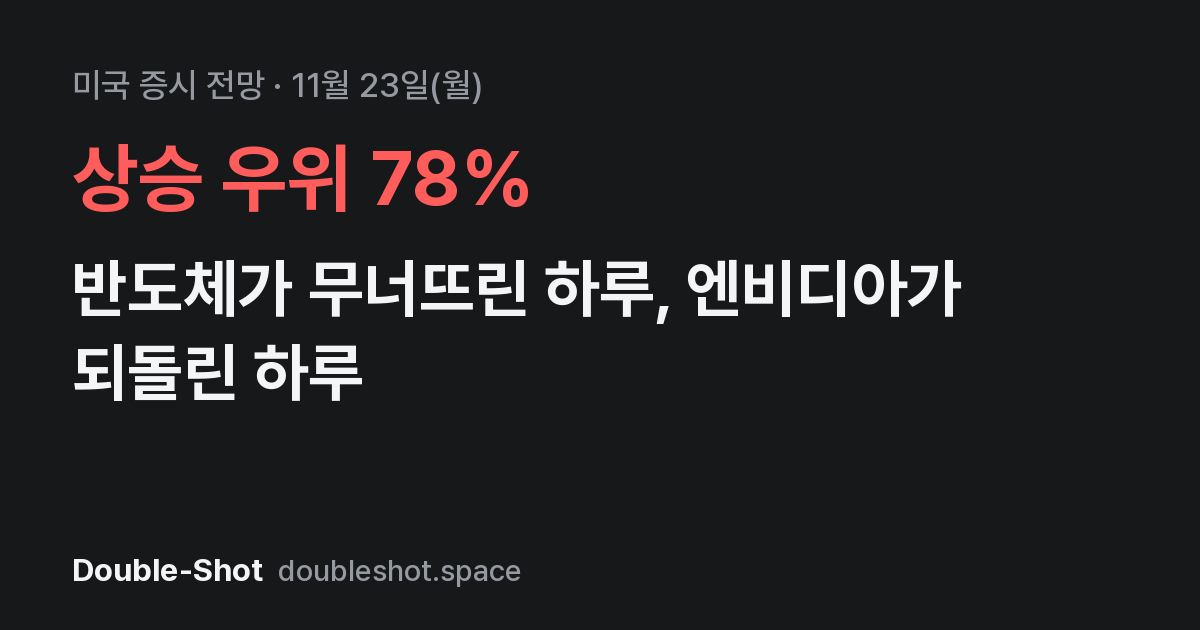 미국 증시 전망 · 11월 23일(월)
상승 우위 78%
반도체가 무너뜨린 하루, 엔비디아가
되돌린 하루
Double-Shot doubleshot.space